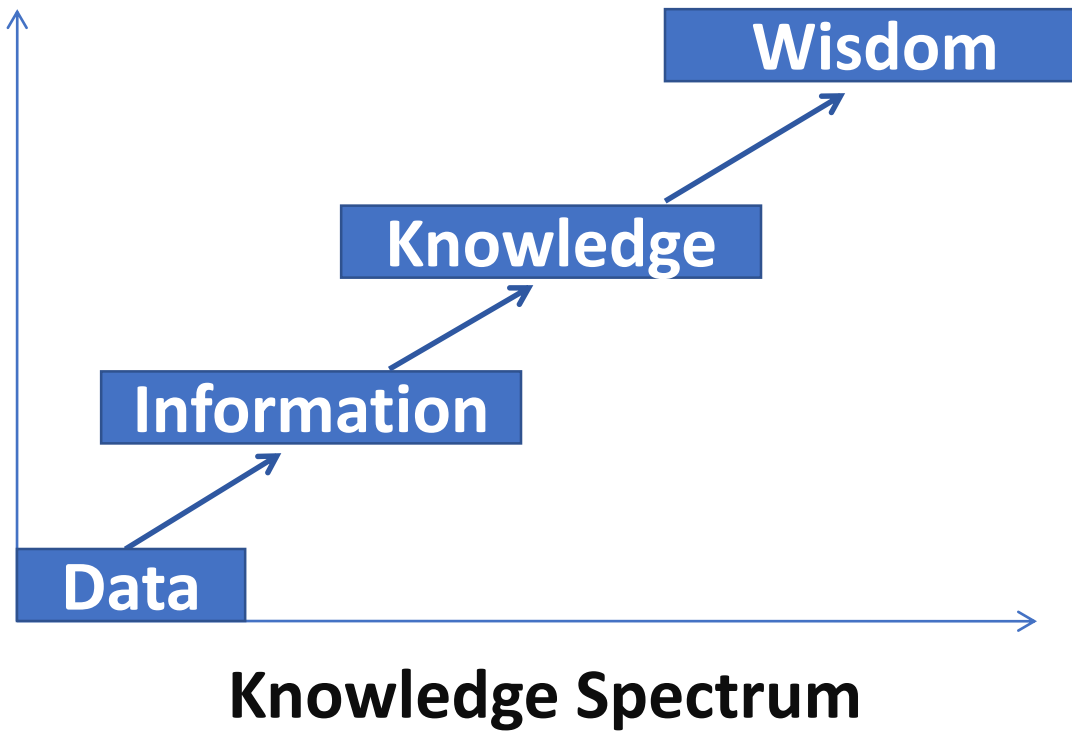 Wisdom
Knowledge
Information
Data
Knowledge Spectrum